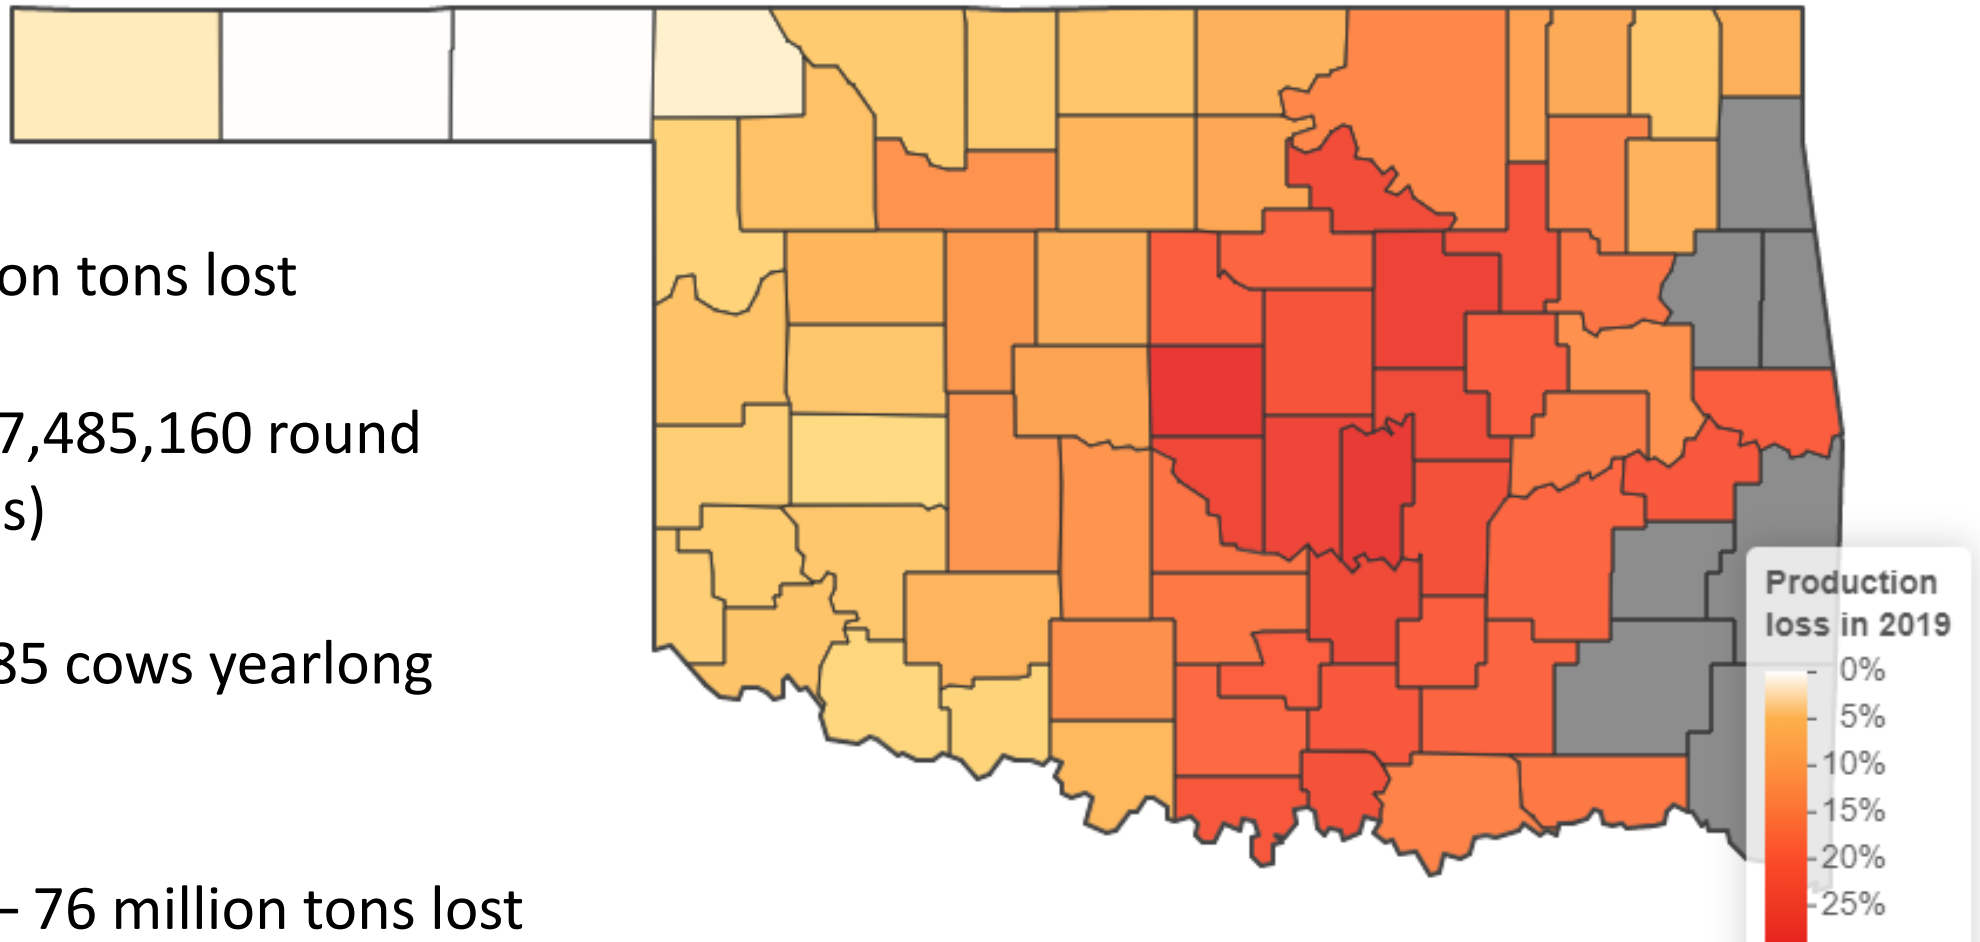 on tons lost
7,485,160 round
s)
85 cows yearlong
– 76 million tons lost
Production
loss in 2019
0%
5%
10%
15%
20%
25%